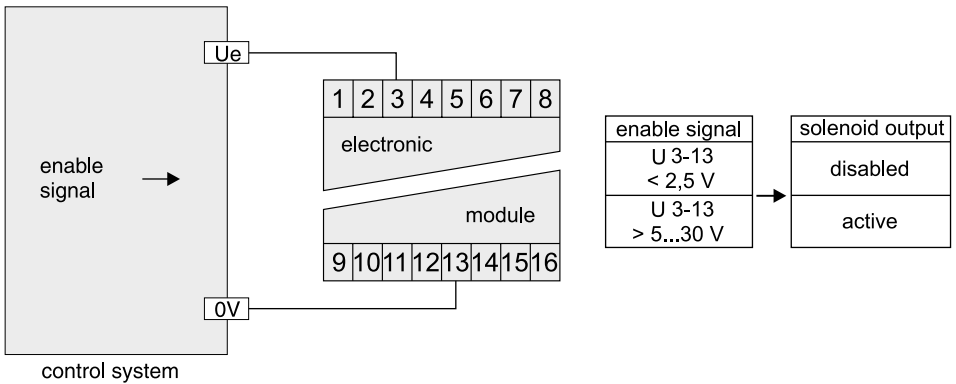 Ue
1 2 3 4 5 6 7 8
electronic
enable
signal
module
9 10 11 12 13 14 15 16
0V
control system
enable signal
U 3-13
< 2,5 V
U 3-13
> 5...30 V
solenoid output
disabled
active